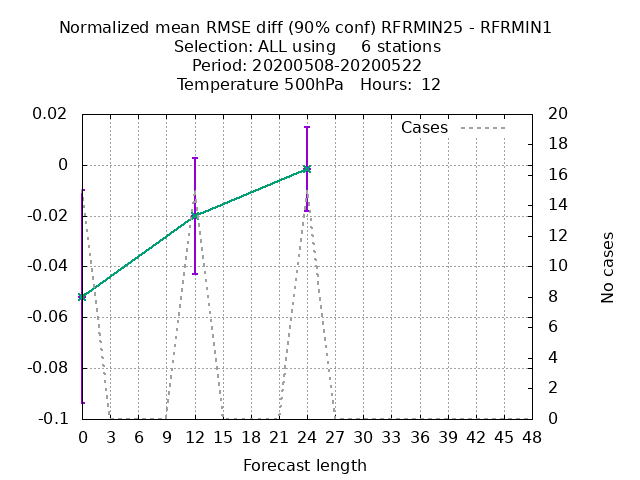 Normalized mean RMSE diff (90% conf) RFRMIN25 - RFRMIN1
Selection: ALL using 6 stations
Period: 20200508-20200522
Temperature 500hPa Hours: 12
Cases
0.02
0
-0.02
-0.04
-0.06
-0.08
-0.1
20
18
16
14
12
10
8
6
4
2
0
No cases
0 3 6 9 12 15 18 21 24 27 30 33 36 39 42 45 48
Forecast length